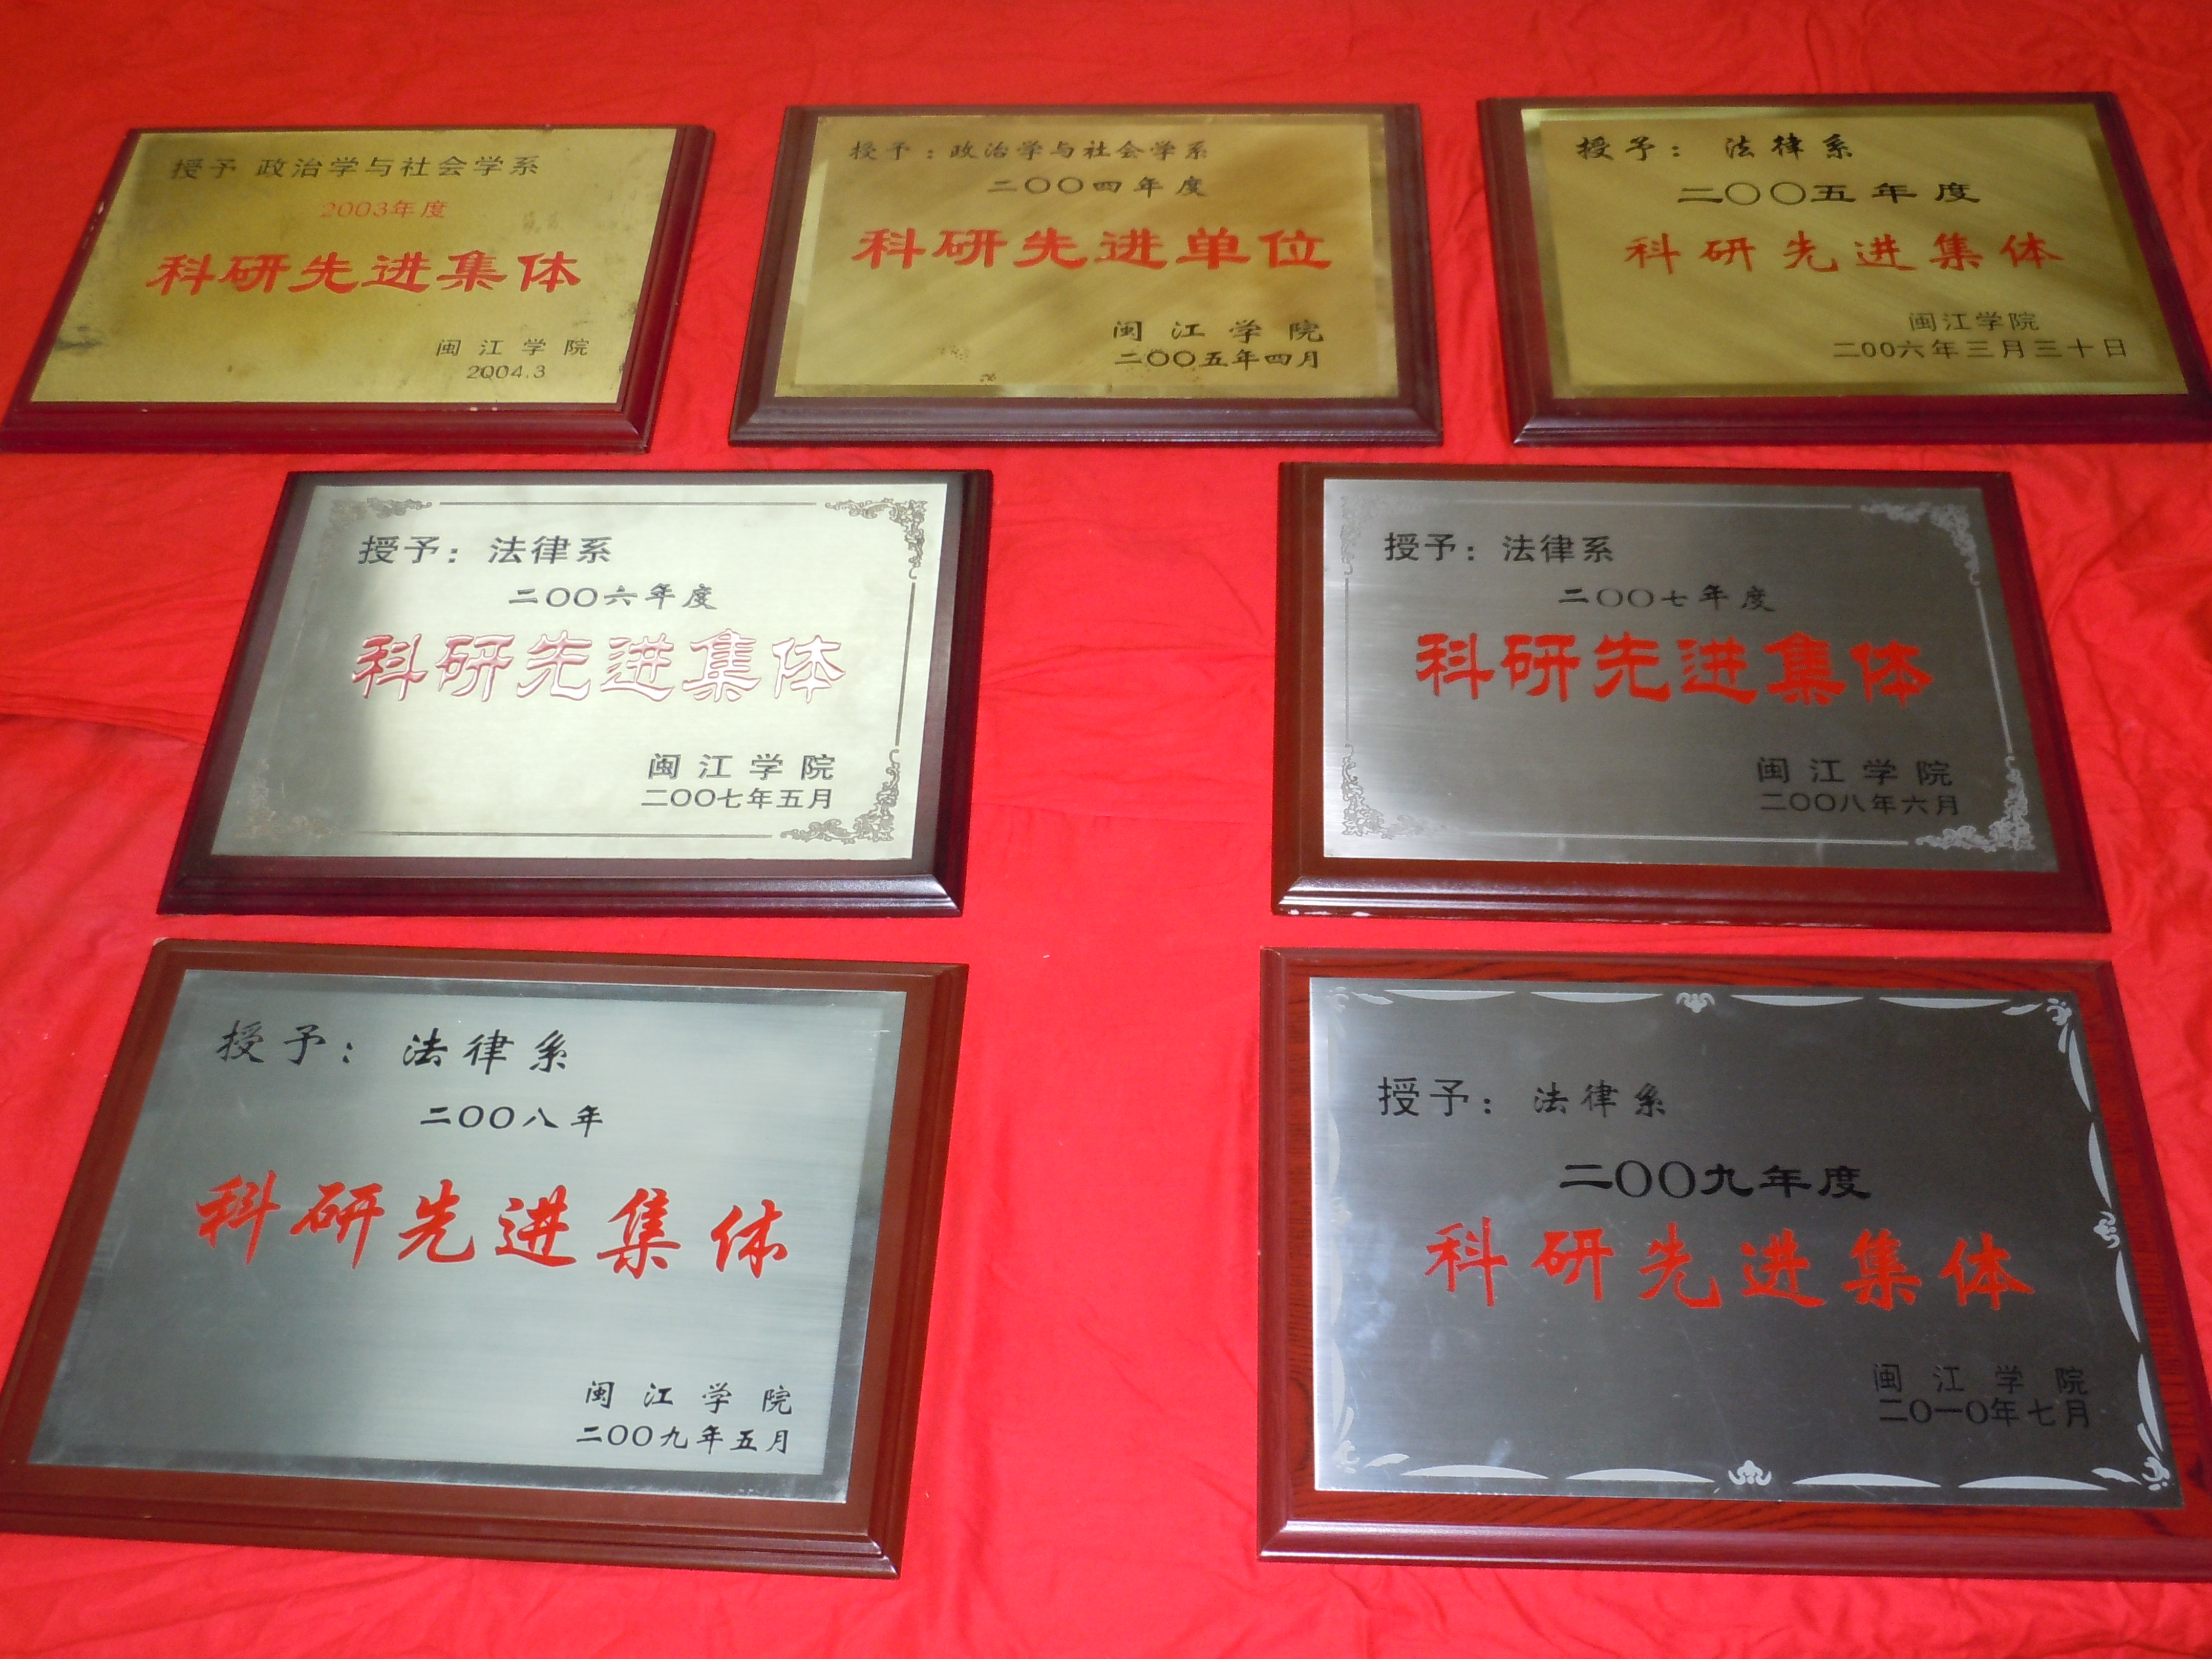 授予 政治学与社会学系
2003年度
科研先进集体
闽江学院
2004.3
授予：政治学与社会学系
二〇〇四年度
科研先进单位
闽江学院
二〇〇五年四月
授予：法律系
二〇〇五年度
科研先进集体
闽江学院
二00六年三月三十日
授予：法律系
二〇〇六年度
科研先进集体
闽江学院
二〇〇七年五月
授予：法律系
二〇〇七年度
科研先进集体
闽江学院
二〇〇八年六月
授予：法律系
二〇〇八年
科研先进集体
闽江学院
二〇〇九年五月
授予：法律系
二〇〇九年度
科研先进集体
闽江学院
二〇一〇年七月